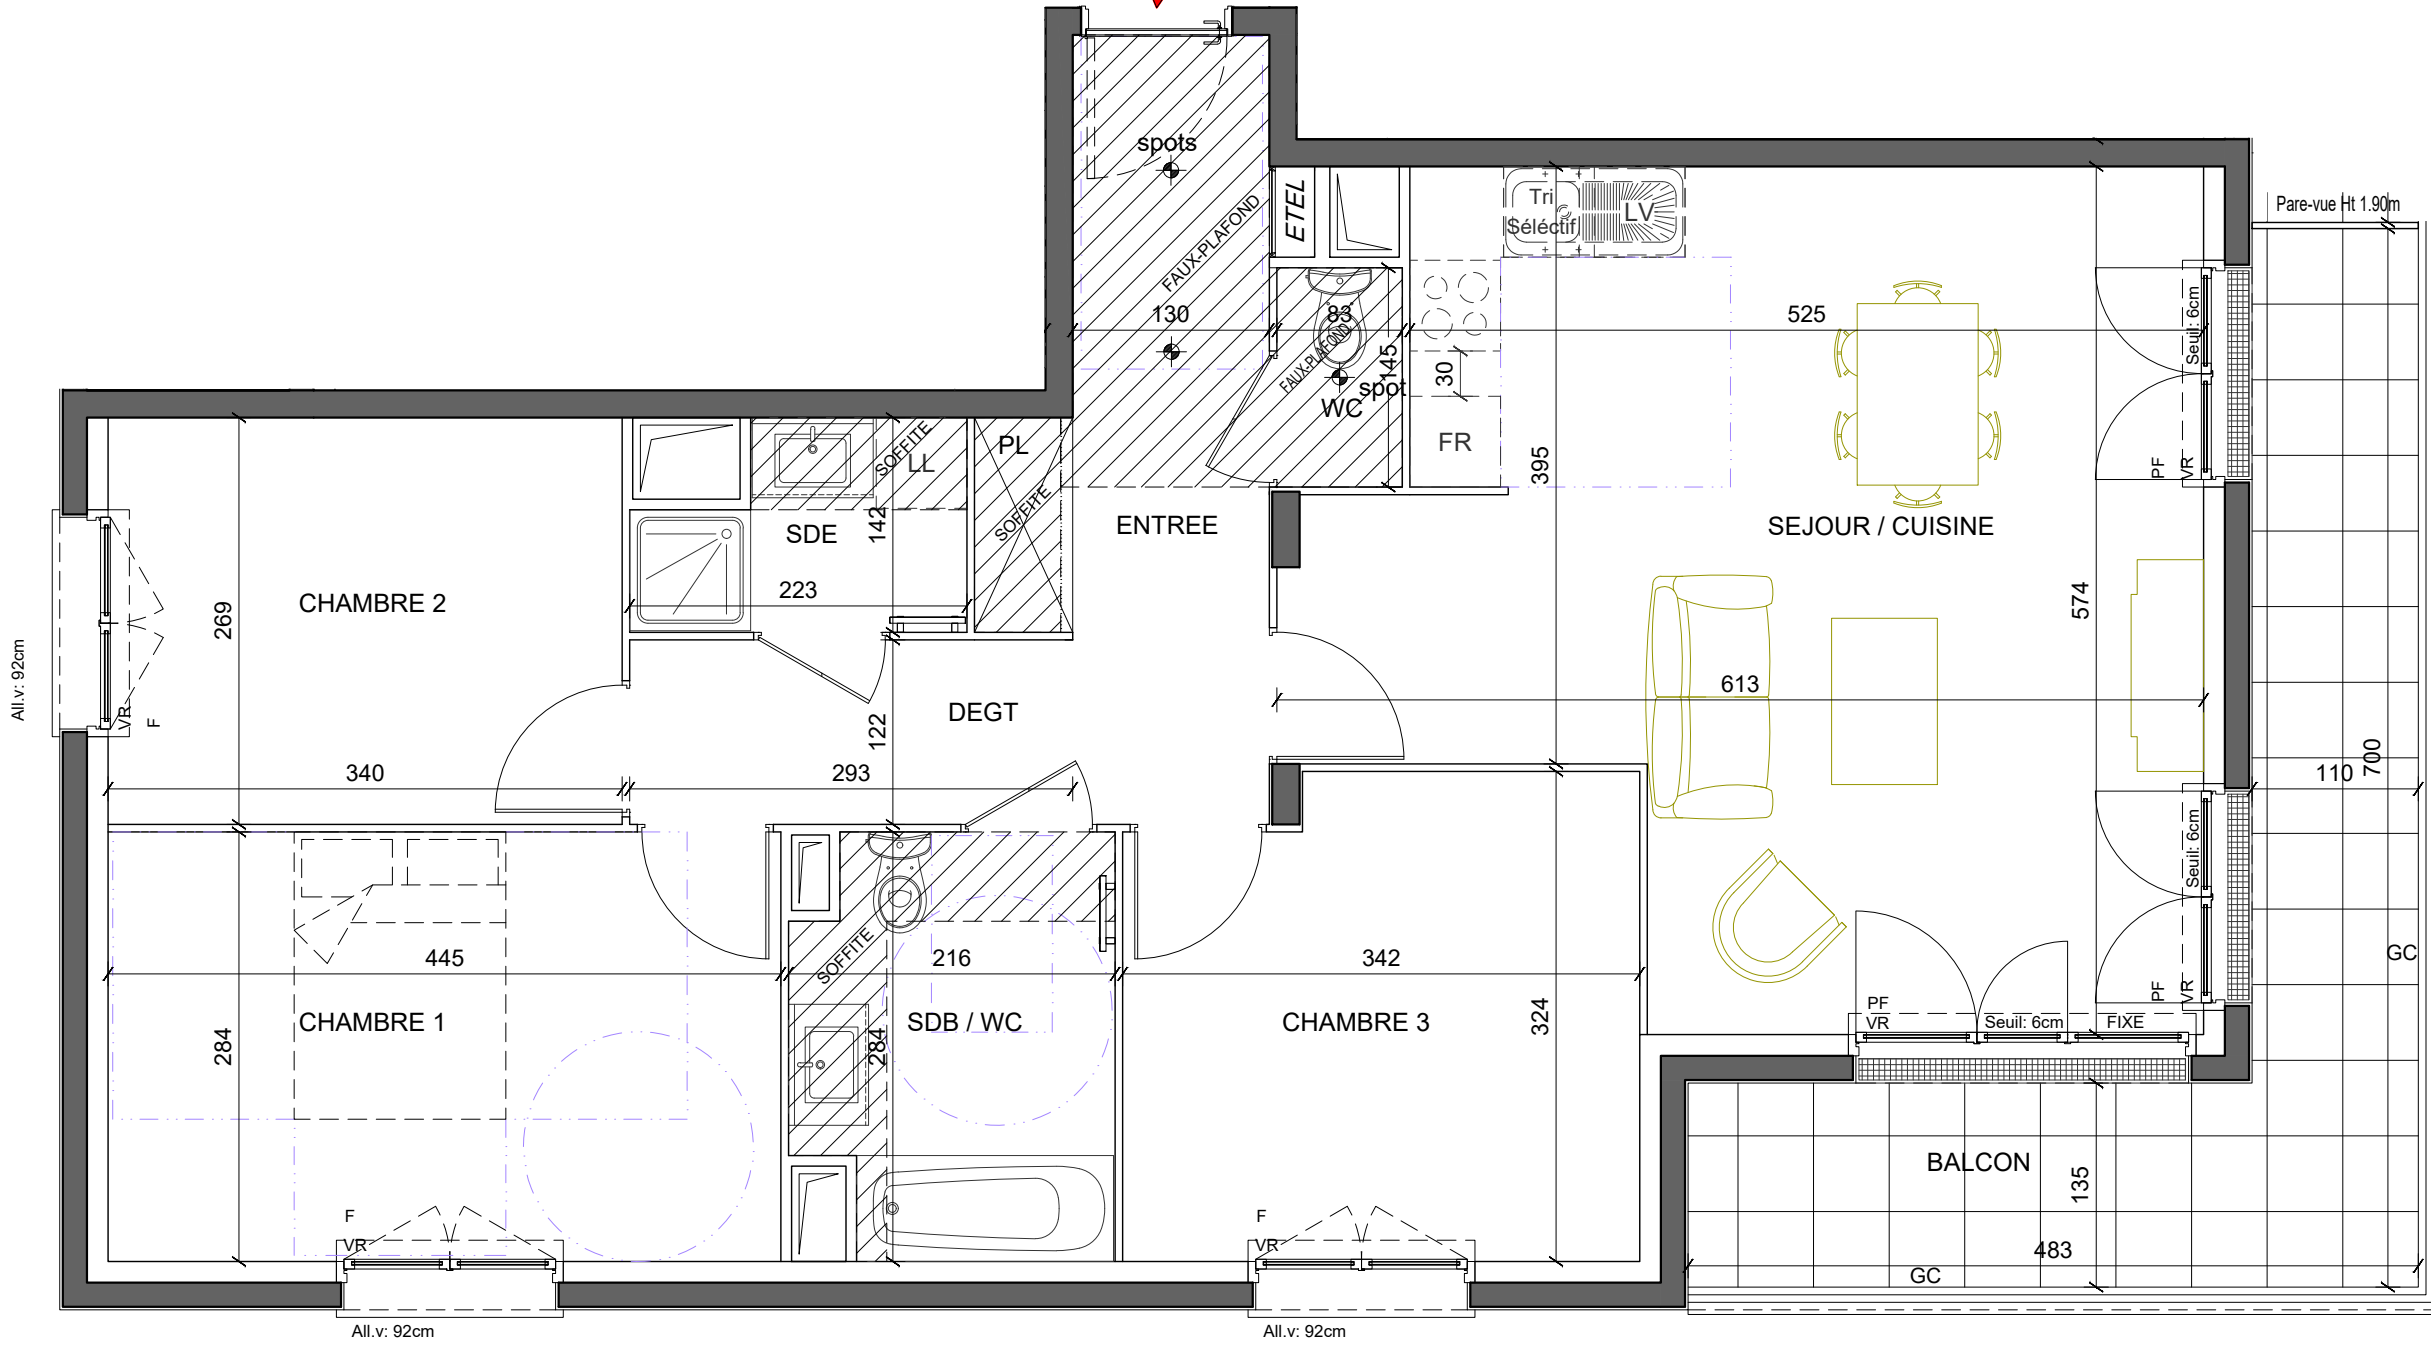 spots
ETEL
Tri
Séléctif
LV
Pare-vue Ht 1.90m
FAUX-PLAFOND
130
83
525
Seuil: 6cm
FAUX-PLAFOND
145
30
spot
WC
FR
PL
SOFFITE
LL
395
PF
VR
SOFFITE
142
SDE
ENTREE
SEJOUR / CUISINE
223
CHAMBRE 2
269
574
All.v: 92cm
VR
F
613
DEGT
122
700
340
293
110
Seuil: 6cm
SOFFITE
445
216
342
GC
PF
VR
PF
VR
Seuil: 6cm
FIXE
CHAMBRE 1
284
284
SDB / WC
CHAMBRE 3
324
BALCON
135
F
VR
F
VR
483
GC
All.v: 92cm
All.v: 92cm